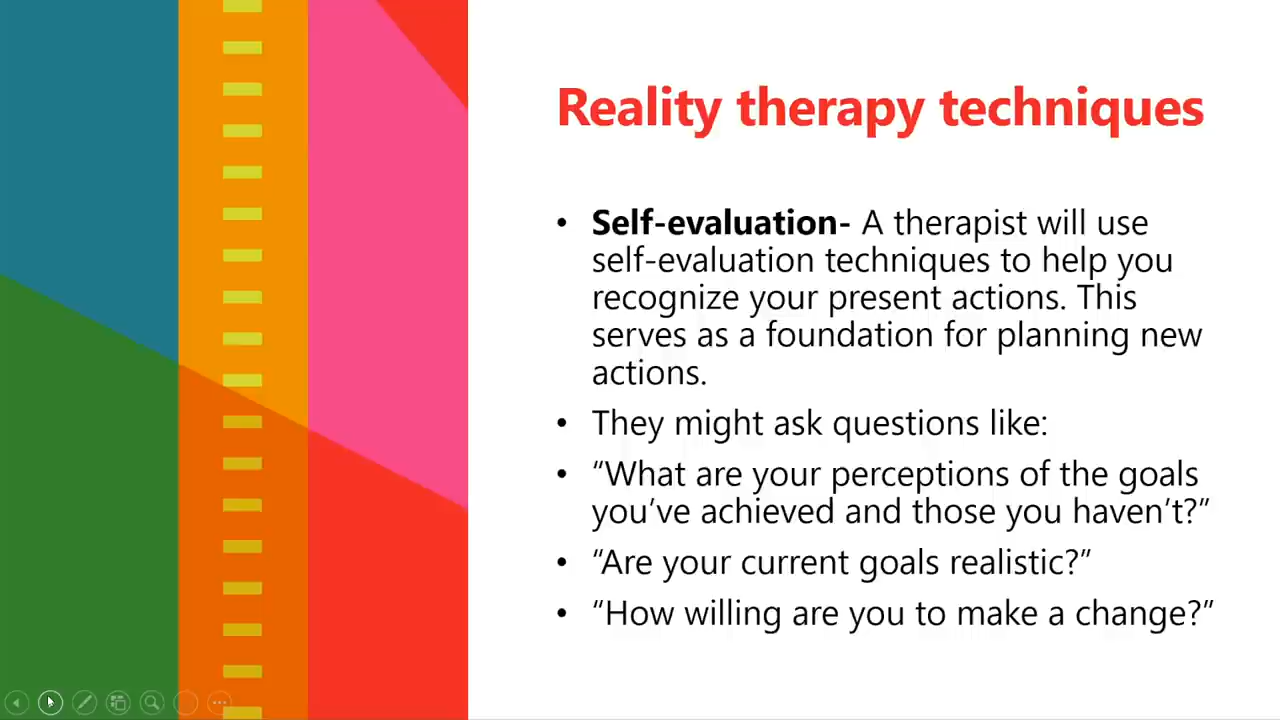 Reality therapy techniques
• Self-evaluation- A therapist will use
self-evaluation techniques to help you
recognize your present actions. This
serves as a foundation for planning new
actions.
• They might ask questions like:
• “What are your perceptions of the goals
you’ve achieved and those you haven’t?”
• “Are your current goals realistic?”
• “How willing are you to make a change?”